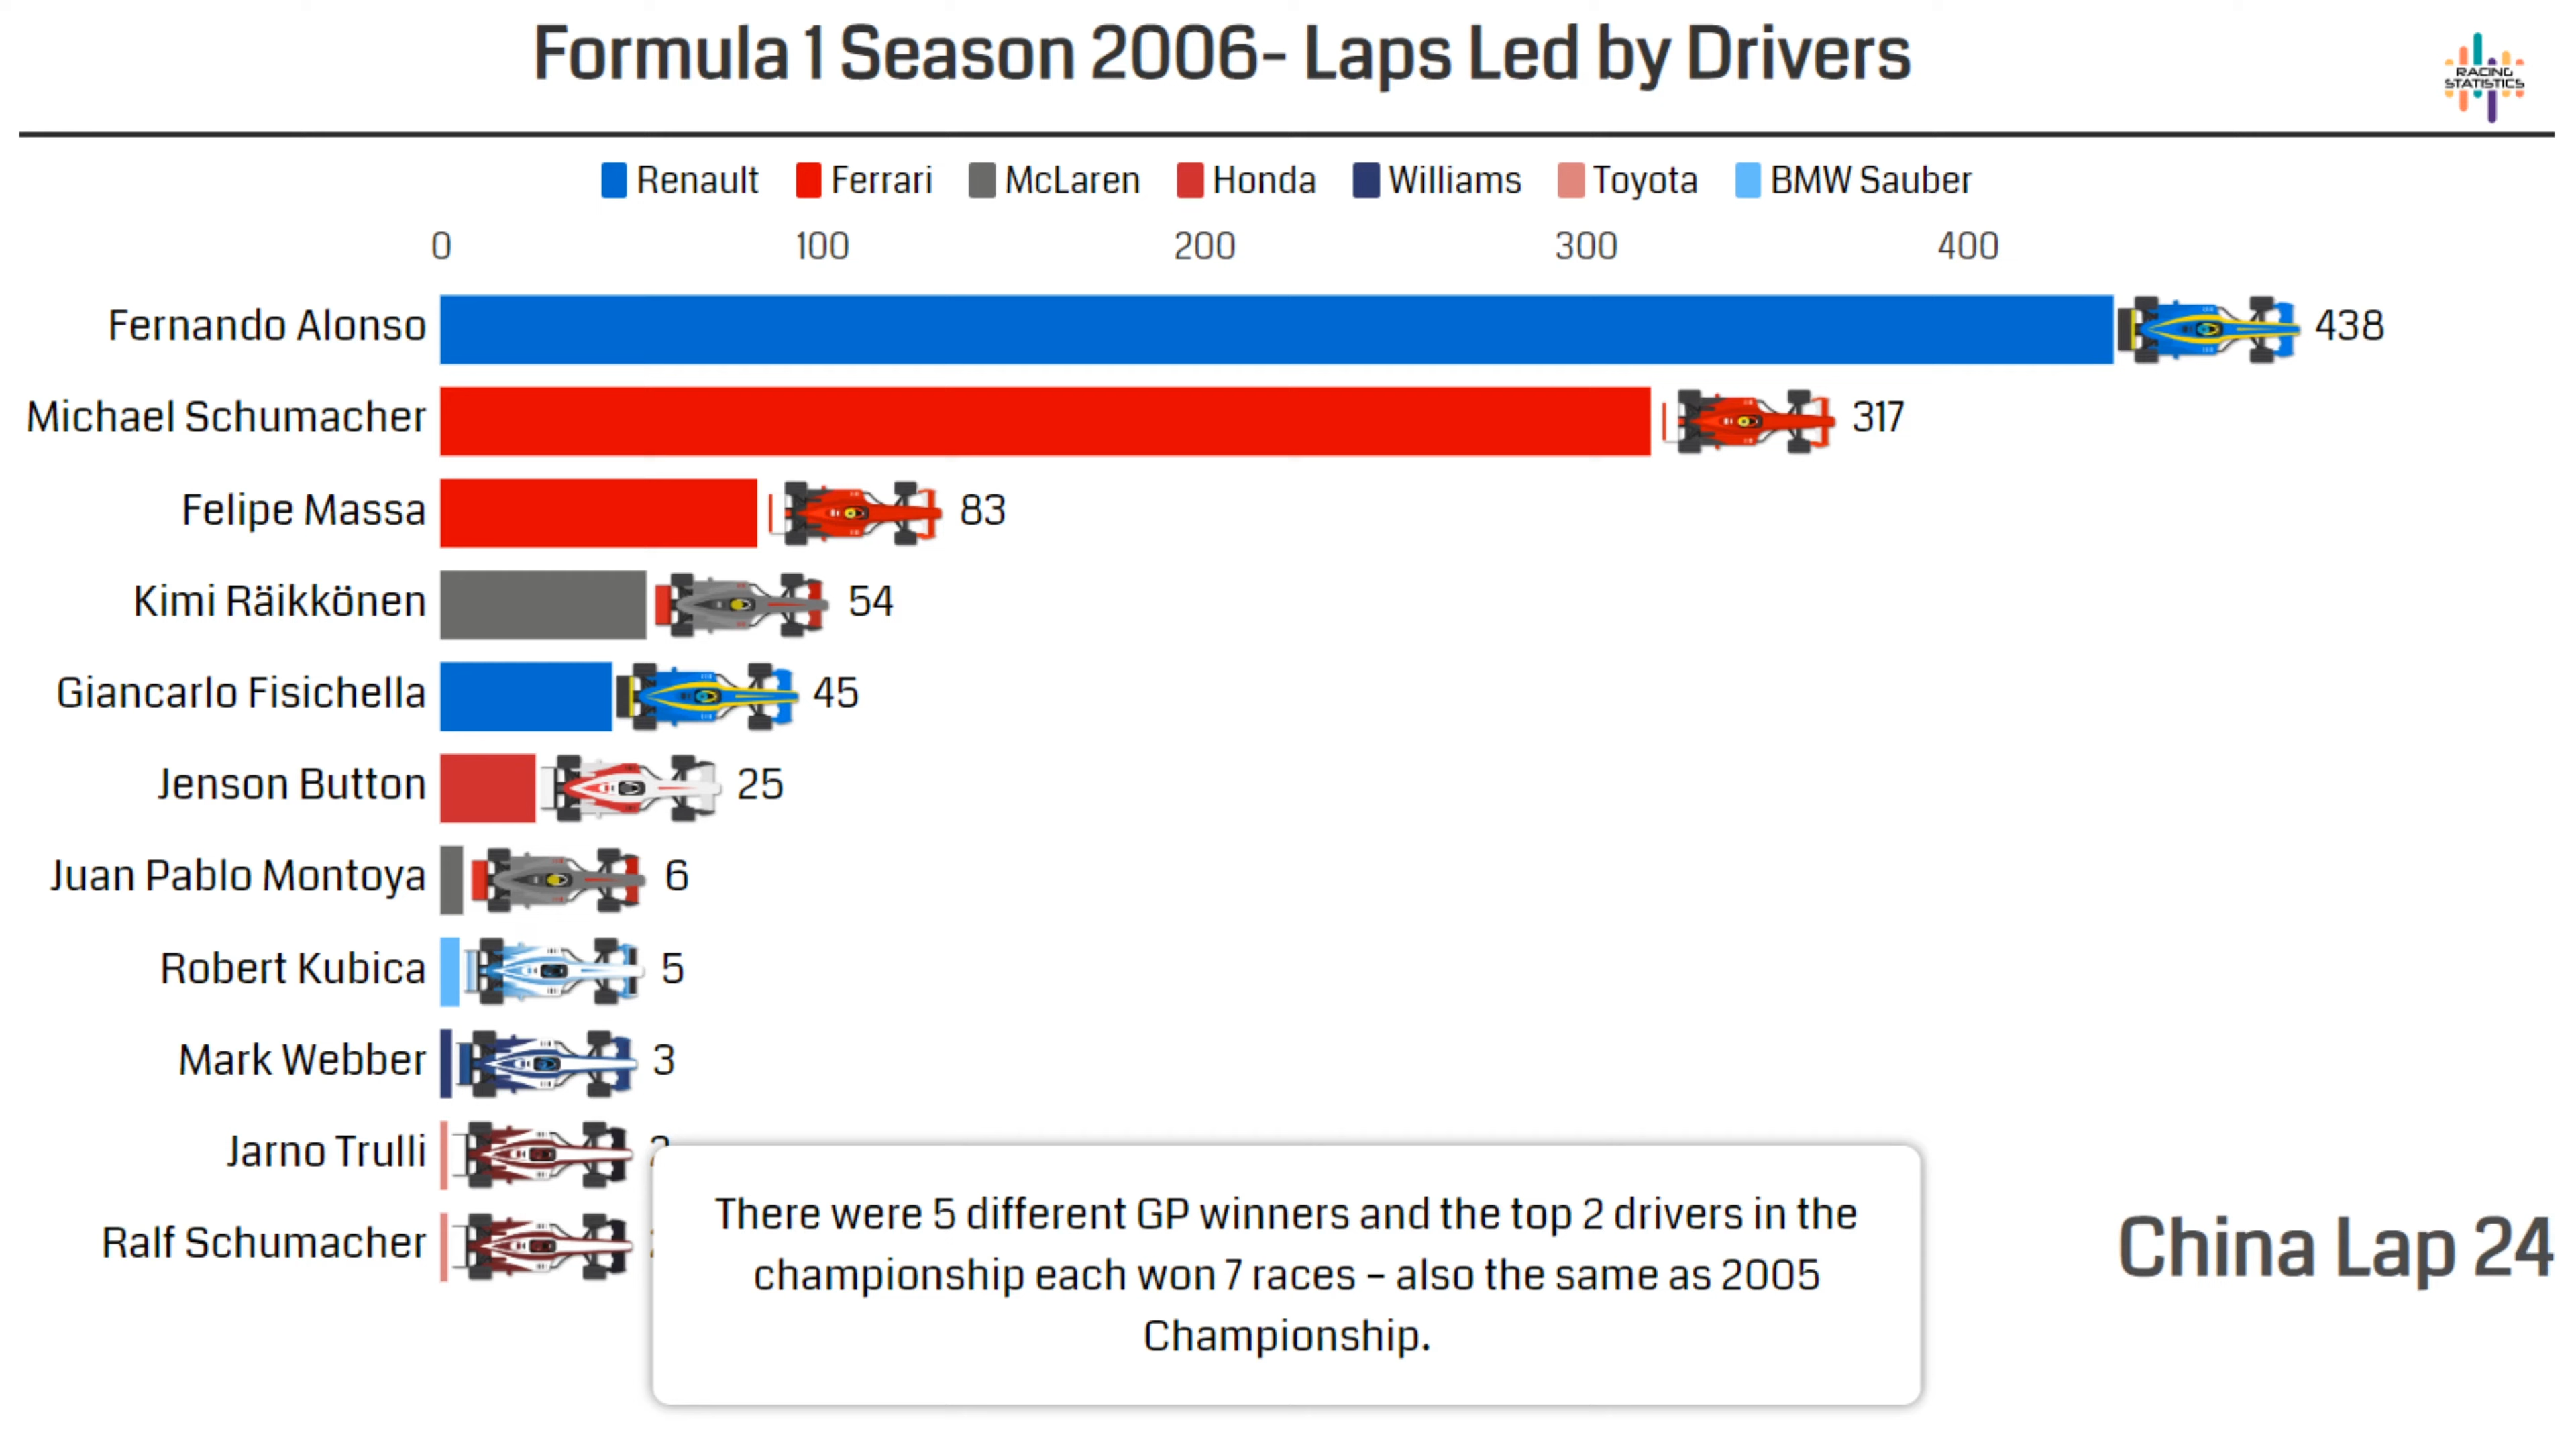 Formula 1 Season 2006- Laps Led by Drivers
RACING
STATISTICS
Renault Ferrari McLaren Honda Williams Toyota BMW Sauber
0 100 200 300 400
Fernando Alonso 438
Michael Schumacher 317
Felipe Massa 83
Kimi Räikkönen 54
Giancarlo Fisichella 45
Jenson Button 25
Juan Pablo Montoya 6
Robert Kubica 5
Mark Webber 3
Jarno Trulli
Ralf Schumacher
There were 5 different GP winners and the top 2 drivers in the
championship each won 7 races – also the same as 2005
Championship.
China Lap 24